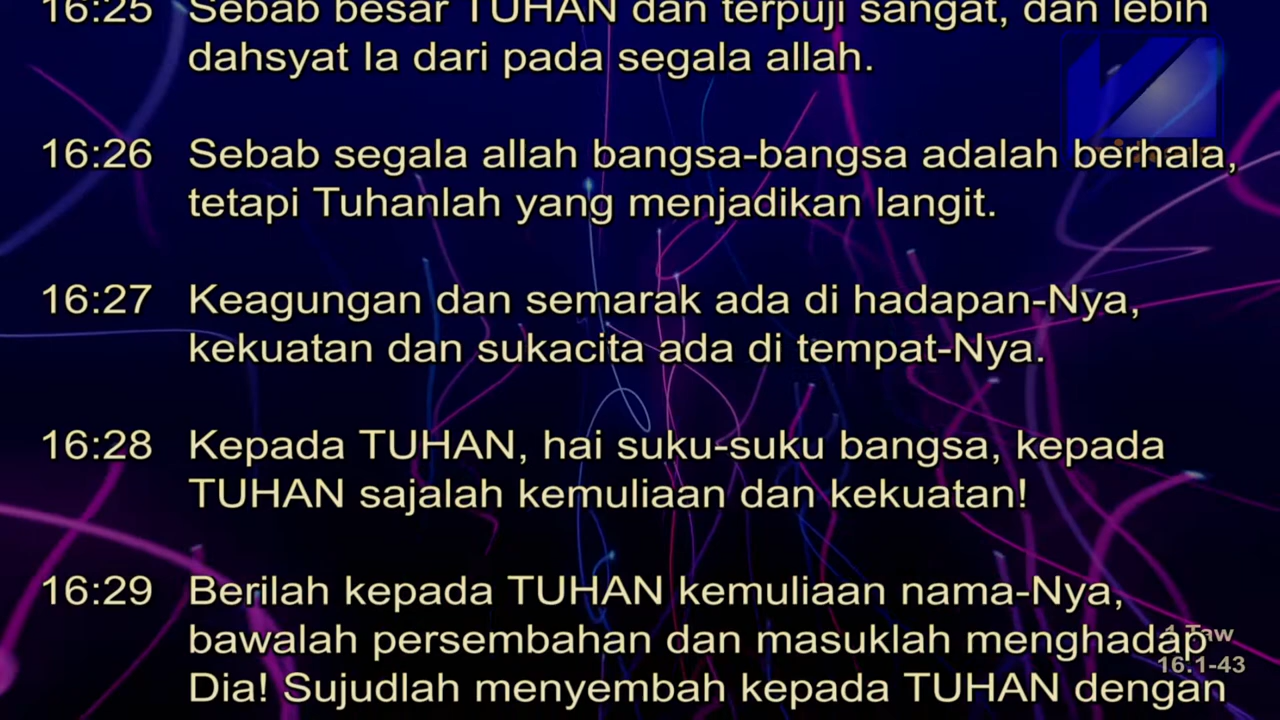 16:25 Sebab besar TUHAN dan terpuji sangat, dan lebih
dahsyat Ia dari pada segala allah.
16:26 Sebab segala allah bangsa-bangsa adalah berhala,
tetapi Tuhanlah yang menjadikan langit.
16:27 Keagungan dan semarak ada di hadapan-Nya,
kekuatan dan sukacita ada di tempat-Nya.
16:28 Kepada TUHAN, hai suku-suku bangsa, kepada
TUHAN sajalah kemuliaan dan kekuatan!
16:29 Berilah kepada TUHAN kemuliaan nama-Nya,
bawalah persembahan dan masuklah menghadap
Dia! Sujudlah menyembah kepada TUHAN dengan
1 Taw
16:1-43